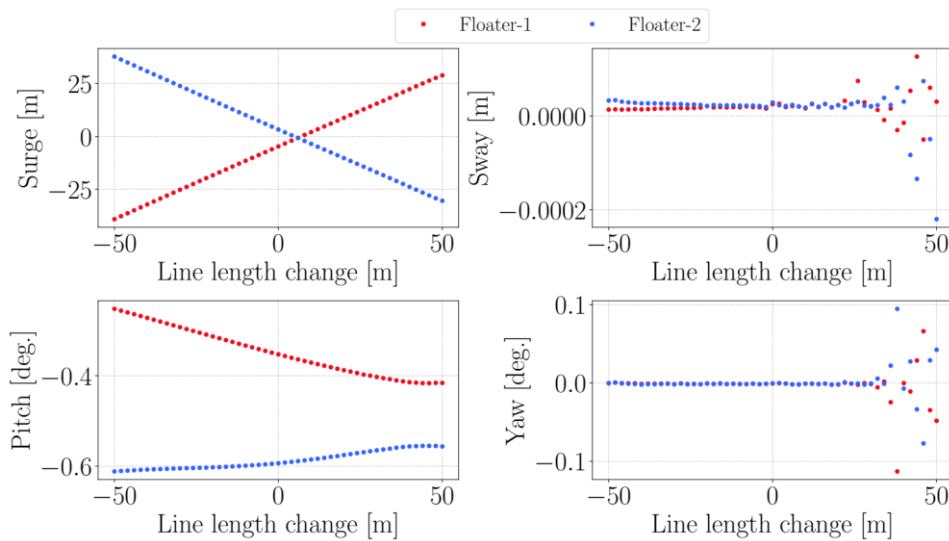 Floater-1 Floater-2
Surge [m]
25
0
−25
−50 0 50
Line length change [m]
Sway [m]
0.0000
−0.0002
−50 0 50
Line length change [m]
Pitch [deg.]
−0.4
−0.6
−50 0 50
Line length change [m]
Yaw [deg.]
0.1
0.0
−0.1
−50 0 50
Line length change [m]